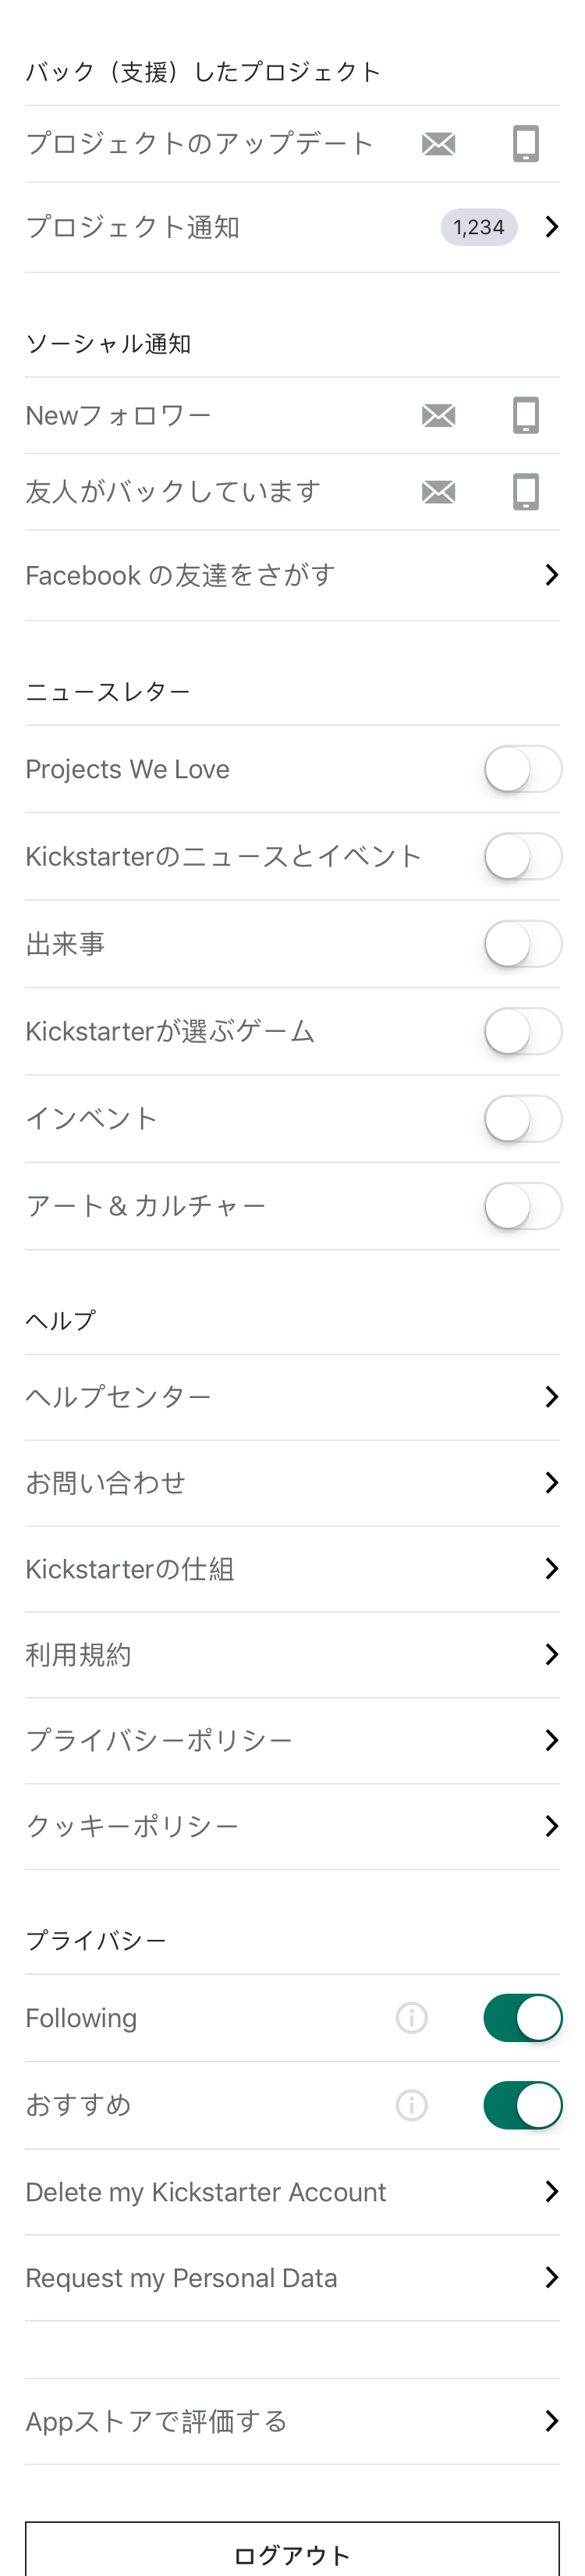 バック（支援）したプロジェクト
プロジェクトのアップデート
プロジェクト通知 1,234
ソーシャル通知
Newフォロワー
友人がバックしています
Facebook の友達をさがす
ニュースレター
Projects We Love
Kickstarterのニュースとイベント
出来事
Kickstarterが選ぶゲーム
インベント
アート& カルチャー
ヘルプ
ヘルプセンター
お問い合わせ
Kickstarterの仕組
利用規約
プライバシーポリシー
クッキーポリシー
プライバシー
Following
おすすめ
Delete my Kickstarter Account
Request my Personal Data
Appストアで評価する
ログアウト